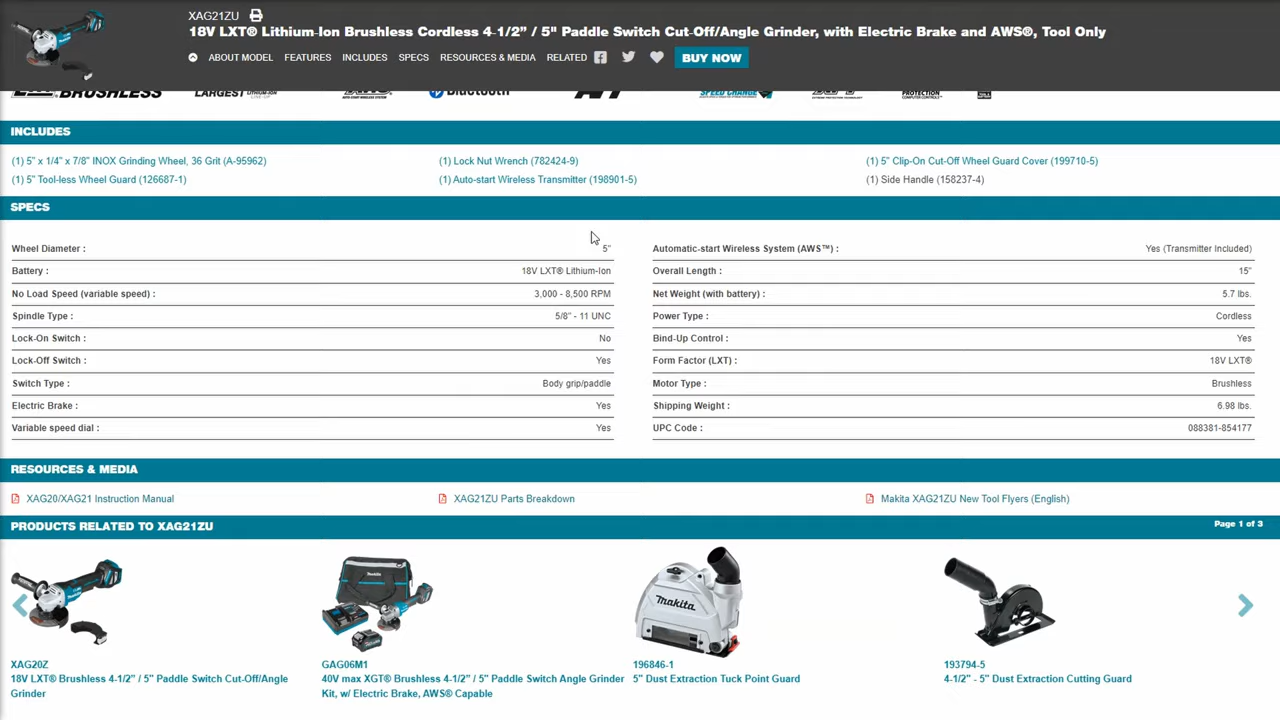 XAG21ZU
18V LXT® Lithium-Ion Brushless Cordless 4-1/2” / 5" Paddle Switch Cut-Off/Angle Grinder, with Electric Brake and AWS®, Tool Only
ABOUT MODEL FEATURES INCLUDES SPECS RESOURCES & MEDIA RELATED BUY NOW
BRUSHLESS LARGEST Bluetooth SPEED CHANGE PROTECTION
INCLUDES
(1) 5" x 1/4" x 7/8" INOX Grinding Wheel, 36 Grit (A-95962) (1) Lock Nut Wrench (782424-9) (1) 5" Clip-On Cut-Off Wheel Guard Cover (199710-5)
(1) 5" Tool-less Wheel Guard (126687-1) (1) Auto-start Wireless Transmitter (198901-5) (1) Side Handle (158237-4)
SPECS
Wheel Diameter : 5" Automatic-start Wireless System (AWS™) : Yes (Transmitter Included)
Battery : 18V LXT® Lithium-Ion Overall Length : 15"
No Load Speed (variable speed) : 3,000 - 8,500 RPM Net Weight (with battery) : 5.7 lbs.
Spindle Type : 5/8" - 11 UNC Power Type : Cordless
Lock-On Switch : No Bind-Up Control : Yes
Lock-Off Switch : Yes Form Factor (LXT) : 18V LXT®
Switch Type : Body grip/paddle Motor Type : Brushless
Electric Brake : Yes Shipping Weight : 6.98 lbs.
Variable speed dial : Yes UPC Code : 088381-854177
RESOURCES & MEDIA
XAG20/XAG21 Instruction Manual XAG21ZU Parts Breakdown Makita XAG21ZU New Tool Flyers (English)
PRODUCTS RELATED TO XAG21ZU Page 1 of 3
Makita
XAG20Z GAG06M1 196846-1 193794-5
18V LXT® Brushless 4-1/2" / 5" Paddle Switch Cut-Off/Angle 40V max XGT® Brushless 4-1/2" / 5" Paddle Switch Angle Grinder 5" Dust Extraction Tuck Point Guard 4-1/2" - 5" Dust Extraction Cutting Guard
Grinder Kit, w/ Electric Brake, AWS® Capable